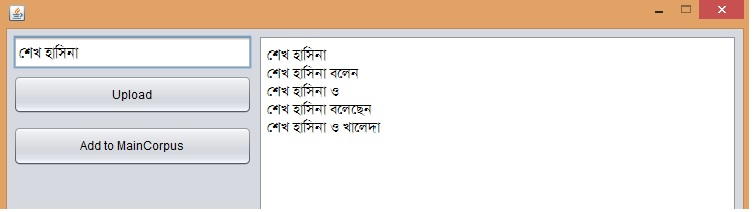 শেখ হাসিনা
Upload
Add to MainCorpus
শেখ হাসিনা
শেখ হাসিনা বলেন
শেখ হাসিনা ও
শেখ হাসিনা বলেছেন
শেখ হাসিনা ও খালেদা